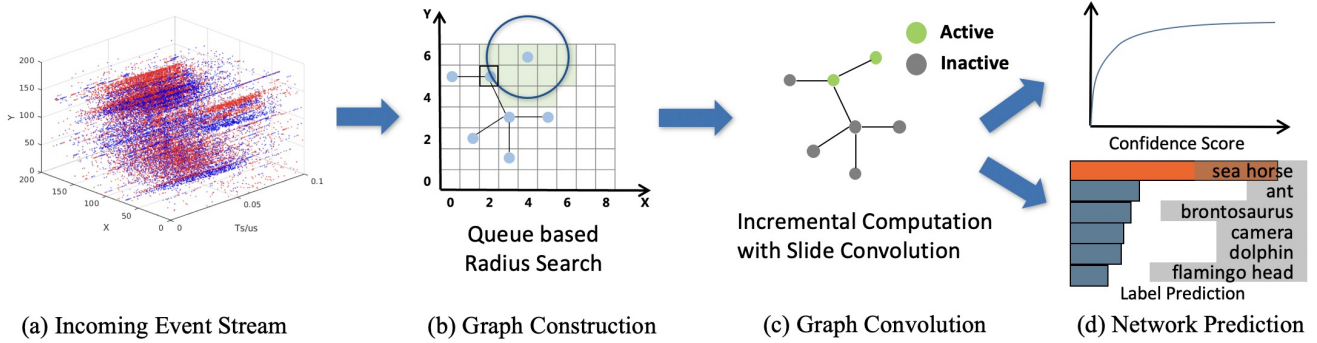 200
150
100
50
0
Y
200
150
100
50
0
X
0
0.05
0.1
Ts/us
(a) Incoming Event Stream
Y
6
4
2
0
0 2 4 6 8 X
Queue based
Radius Search
(b) Graph Construction
Active
Inactive
Incremental Computation
with Slide Convolution
(c) Graph Convolution
Confidence Score
sea horse
ant
brontosaurus
camera
dolphin
flamingo head
Label Prediction
(d) Network Prediction